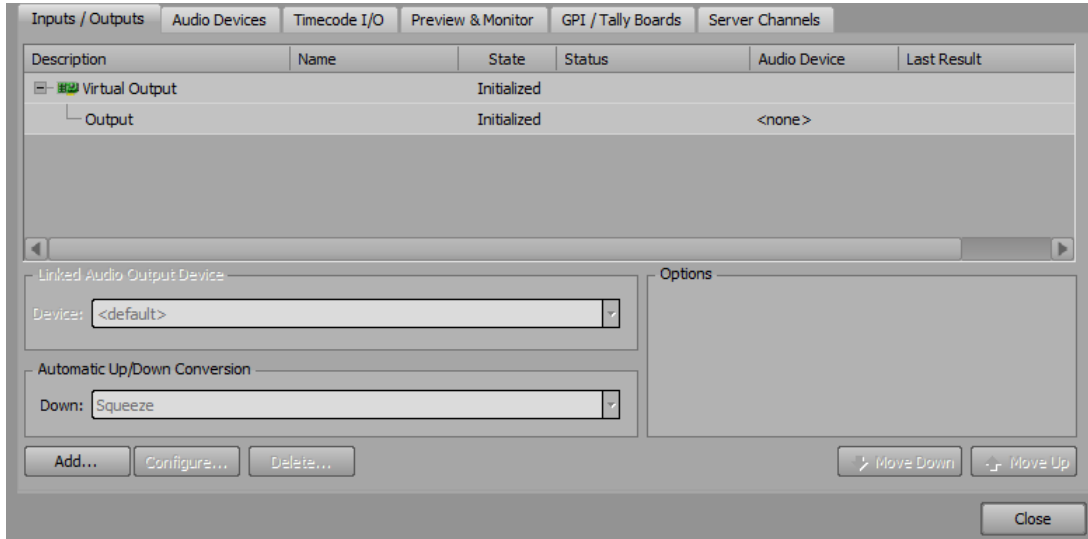 Inputs / Outputs Audio Devices Timecode I/O Preview & Monitor GPI / Tally Boards Server Channels
Description Name State Status Audio Device Last Result
Virtual Output Initialized
Output Initialized <none>
Linked Audio Output Device Options
Device: <default>
Automatic Up/Down Conversion
Down: Squeeze
Add... Configure... Delete... Move Down Move Up
Close